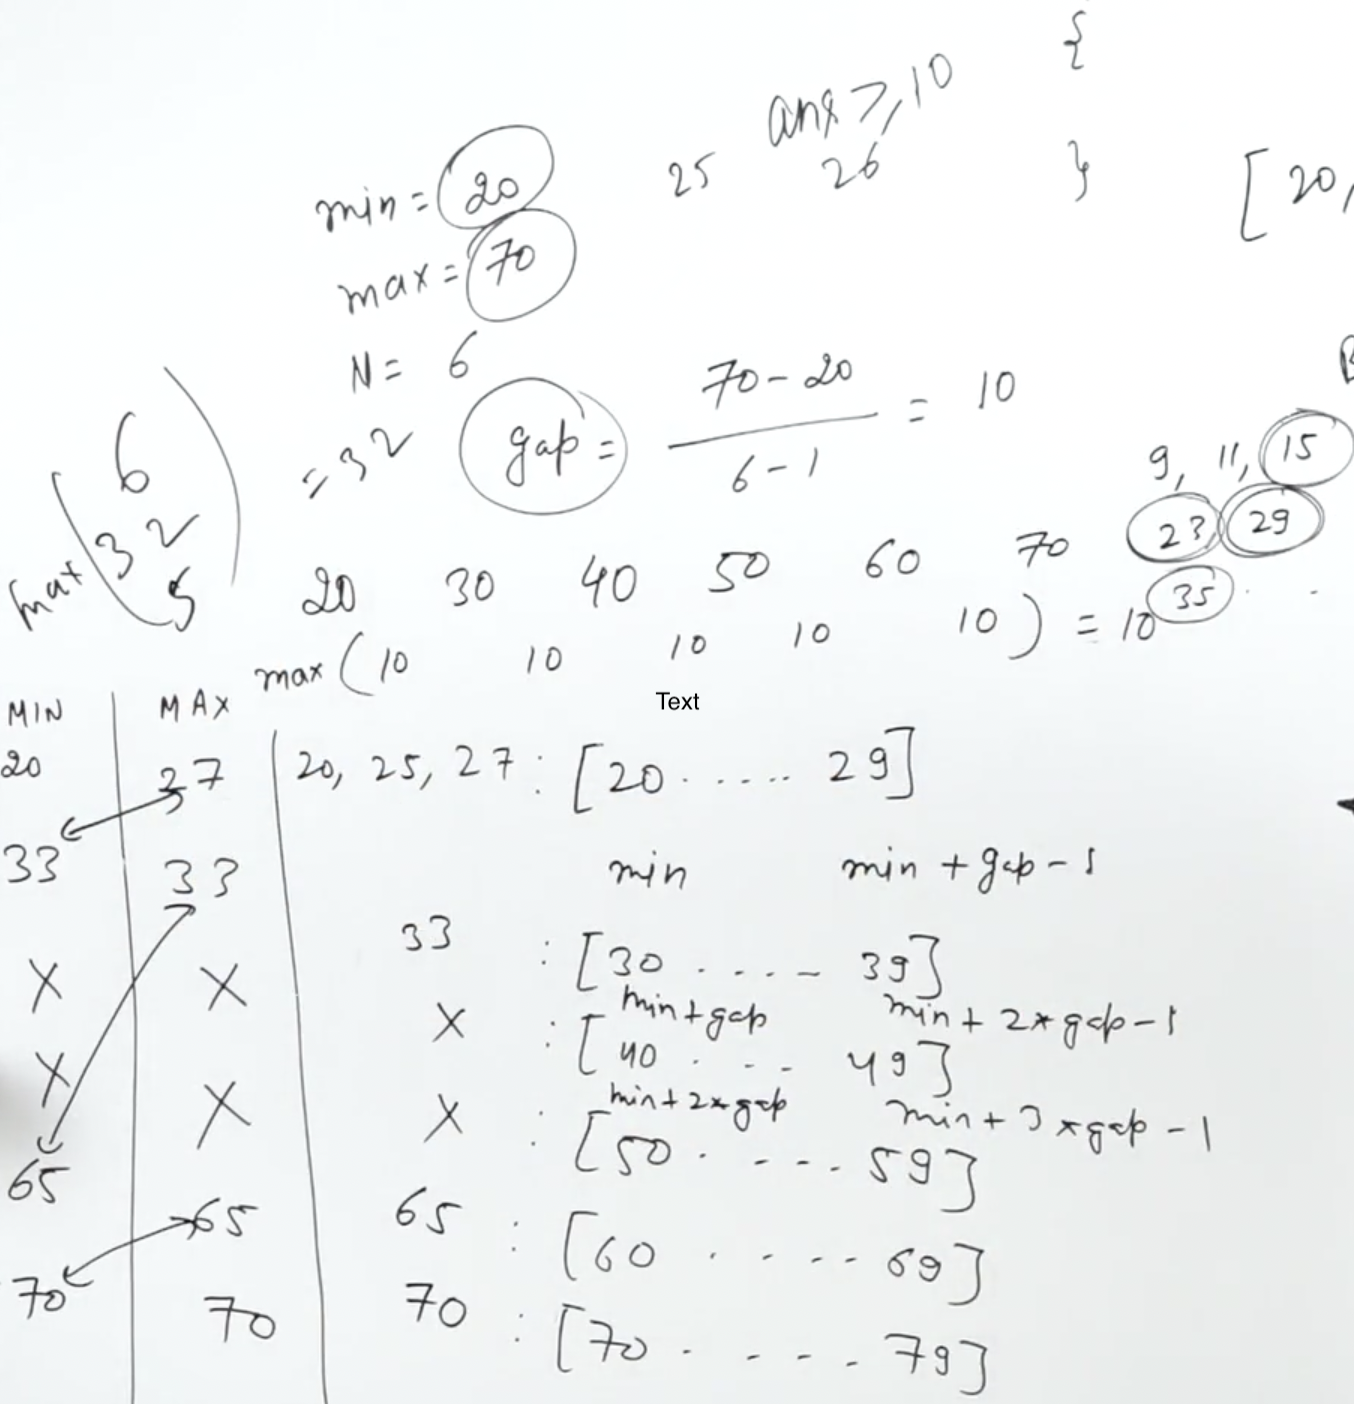 {
ans ≥ 10
25 26 }
min = 20
[20,
max = 70
N = 6
gap = 70 - 20 / 6 - 1 = 10
= 32
9, 11, 15
23, 29
35 . .
max ( 6
32
5 )
20 30 40 50 60 70
max ( 10 10 10 10 10 ) = 10
Text
MIN MAX
20 27 20, 25, 27 : [20 ..... 29]
min min + gap - 1
33 33 33 : [30 .... 39]
min + gap min + 2 * gap - 1
X X X : [40 ... 49]
min + 2 * gap min + 3 * gap - 1
X X X : [50 .... 59]
65 65 65 : [60 .... 69]
70 70 70 : [70 .... 79]